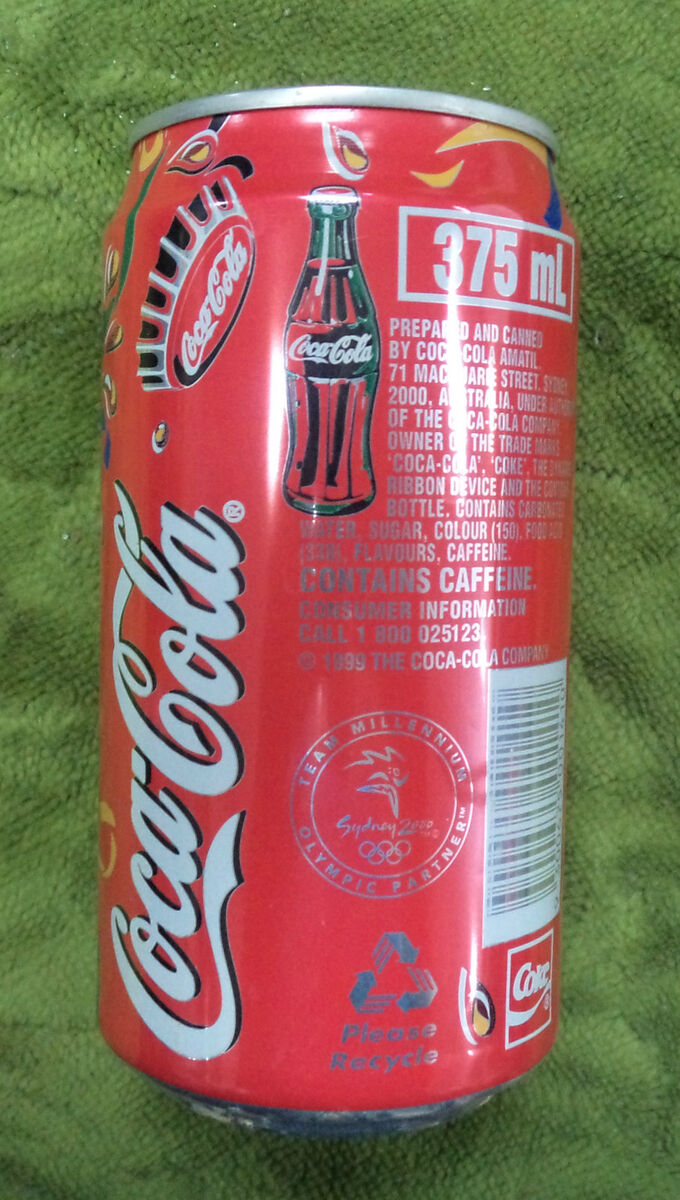 Coca-Cola
Coca-Cola
375 mL
PREPARED AND CANNED
BY COCA-COLA AMATIL.
71 MACQUARIE STREET, SYDNEY
2000, AUSTRALIA, UNDER
OF THE COCA-COLA COMPANY
OWNER OF THE TRADE MARKS
'COCA-COLA', 'COKE', THE
RIBBON DEVICE AND THE
BOTTLE. CONTAINS CARBONATED
WATER, SUGAR, COLOUR (150), FOOD
FLAVOURS, CAFFEINE.
CONTAINS CAFFEINE.
CONSUMER INFORMATION
CALL 1 800 025123.
© 1999 THE COCA-COLA COMPANY
Coca-Cola®
TEAM MILLENNIUM
Sydney 2000
OLYMPIC PARTNER™
Please
Recycle
Coke
®